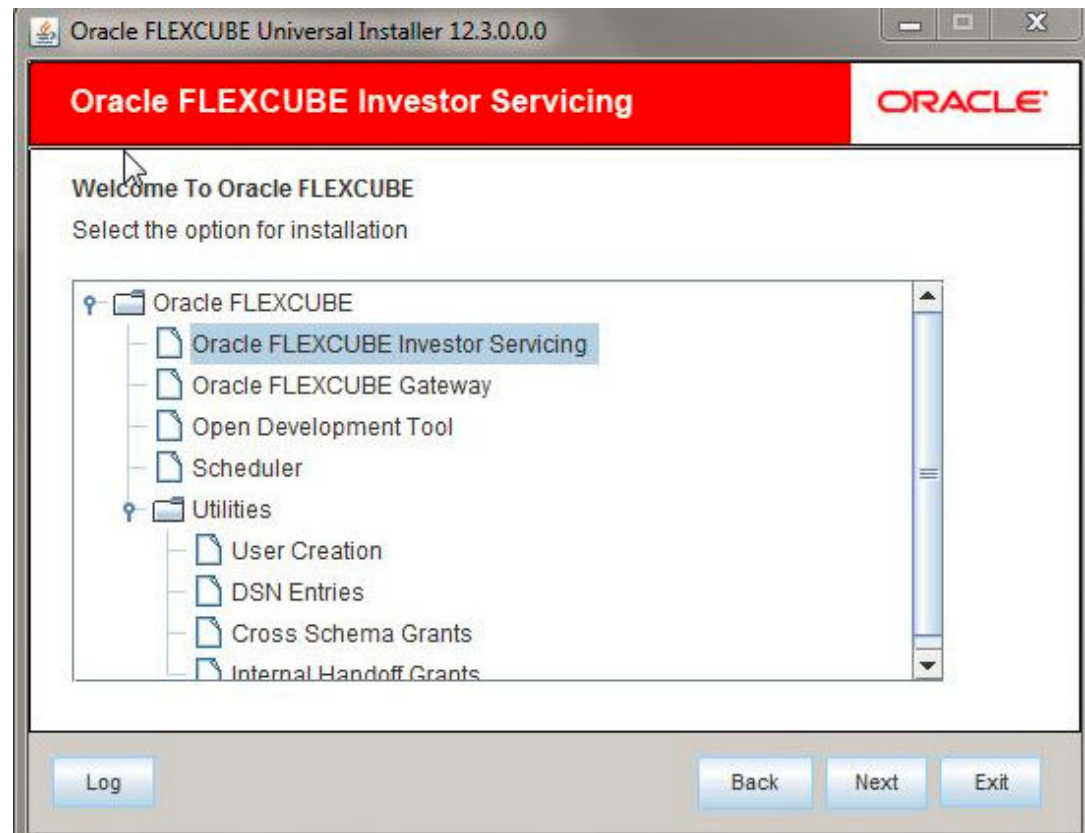 Oracle FLEXCUBE Universal Installer 12.3.0.0.0
Oracle FLEXCUBE Investor Servicing
ORACLE
Welcome To Oracle FLEXCUBE
Select the option for installation
Oracle FLEXCUBE
Oracle FLEXCUBE Investor Servicing
Oracle FLEXCUBE Gateway
Open Development Tool
Scheduler
Utilities
User Creation
DSN Entries
Cross Schema Grants
Internal Handoff Grants
Log
Back
Next
Exit